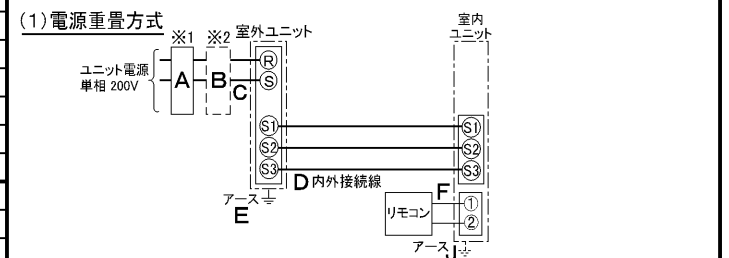 (1)電源重畳方式
※1
※2
室外ユニット
室内
ユニット
ユニット電源
単相 200V
A
B
C
R
S
S1
S2
S3
S1
S2
S3
D 内外接続線
アース
E
F
リモコン
1
2
アース
J